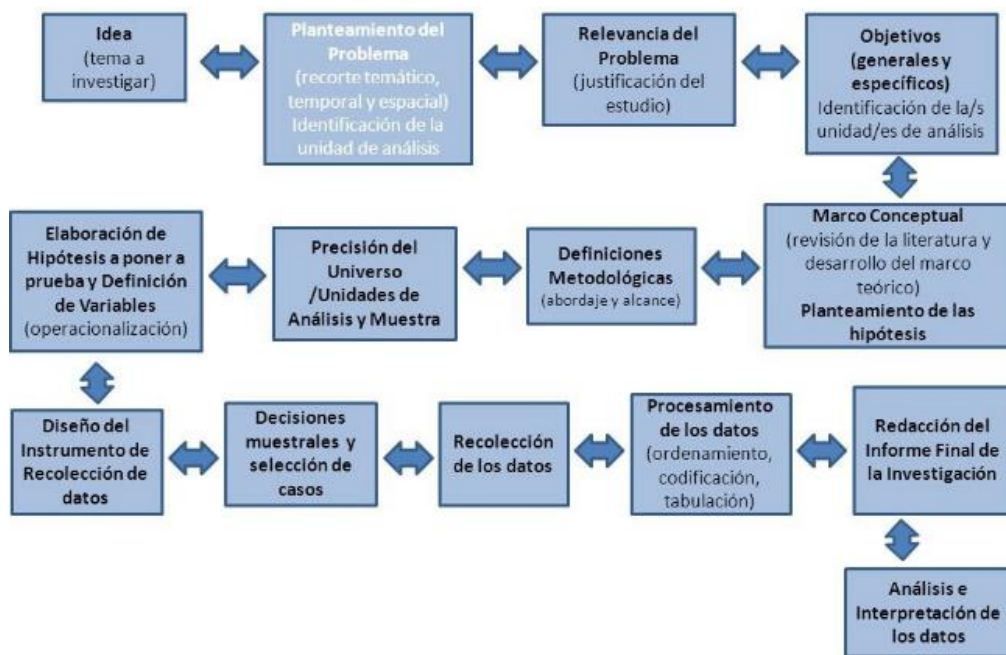 Idea
(tema a
investigar)
Planteamiento del
Problema
(recorte temático,
temporal y espacial)
Identificación de la
unidad de análisis
Relevancia del
Problema
(justificación del
estudio)
Objetivos
(generales y
específicos)
Identificación de la/s
unidad/es de análisis
Marco Conceptual
(revisión de la literatura y
desarrollo del marco
teórico)
Planteamiento de las
hipótesis
Definiciones
Metodológicas
(abordaje y alcance)
Precisión del
Universo
/Unidades de
Análisis y Muestra
Elaboración de
Hipótesis a poner a
prueba y Definición de
Variables
(operacionalización)
Diseño del
Instrumento de
Recolección de
datos
Decisiones
muestrales y
selección de
casos
Recolección
de los datos
Procesamiento
de los datos
(ordenamiento,
codificación,
tabulación)
Redacción del
Informe Final de
la Investigación
Análisis e
Interpretación de
los datos